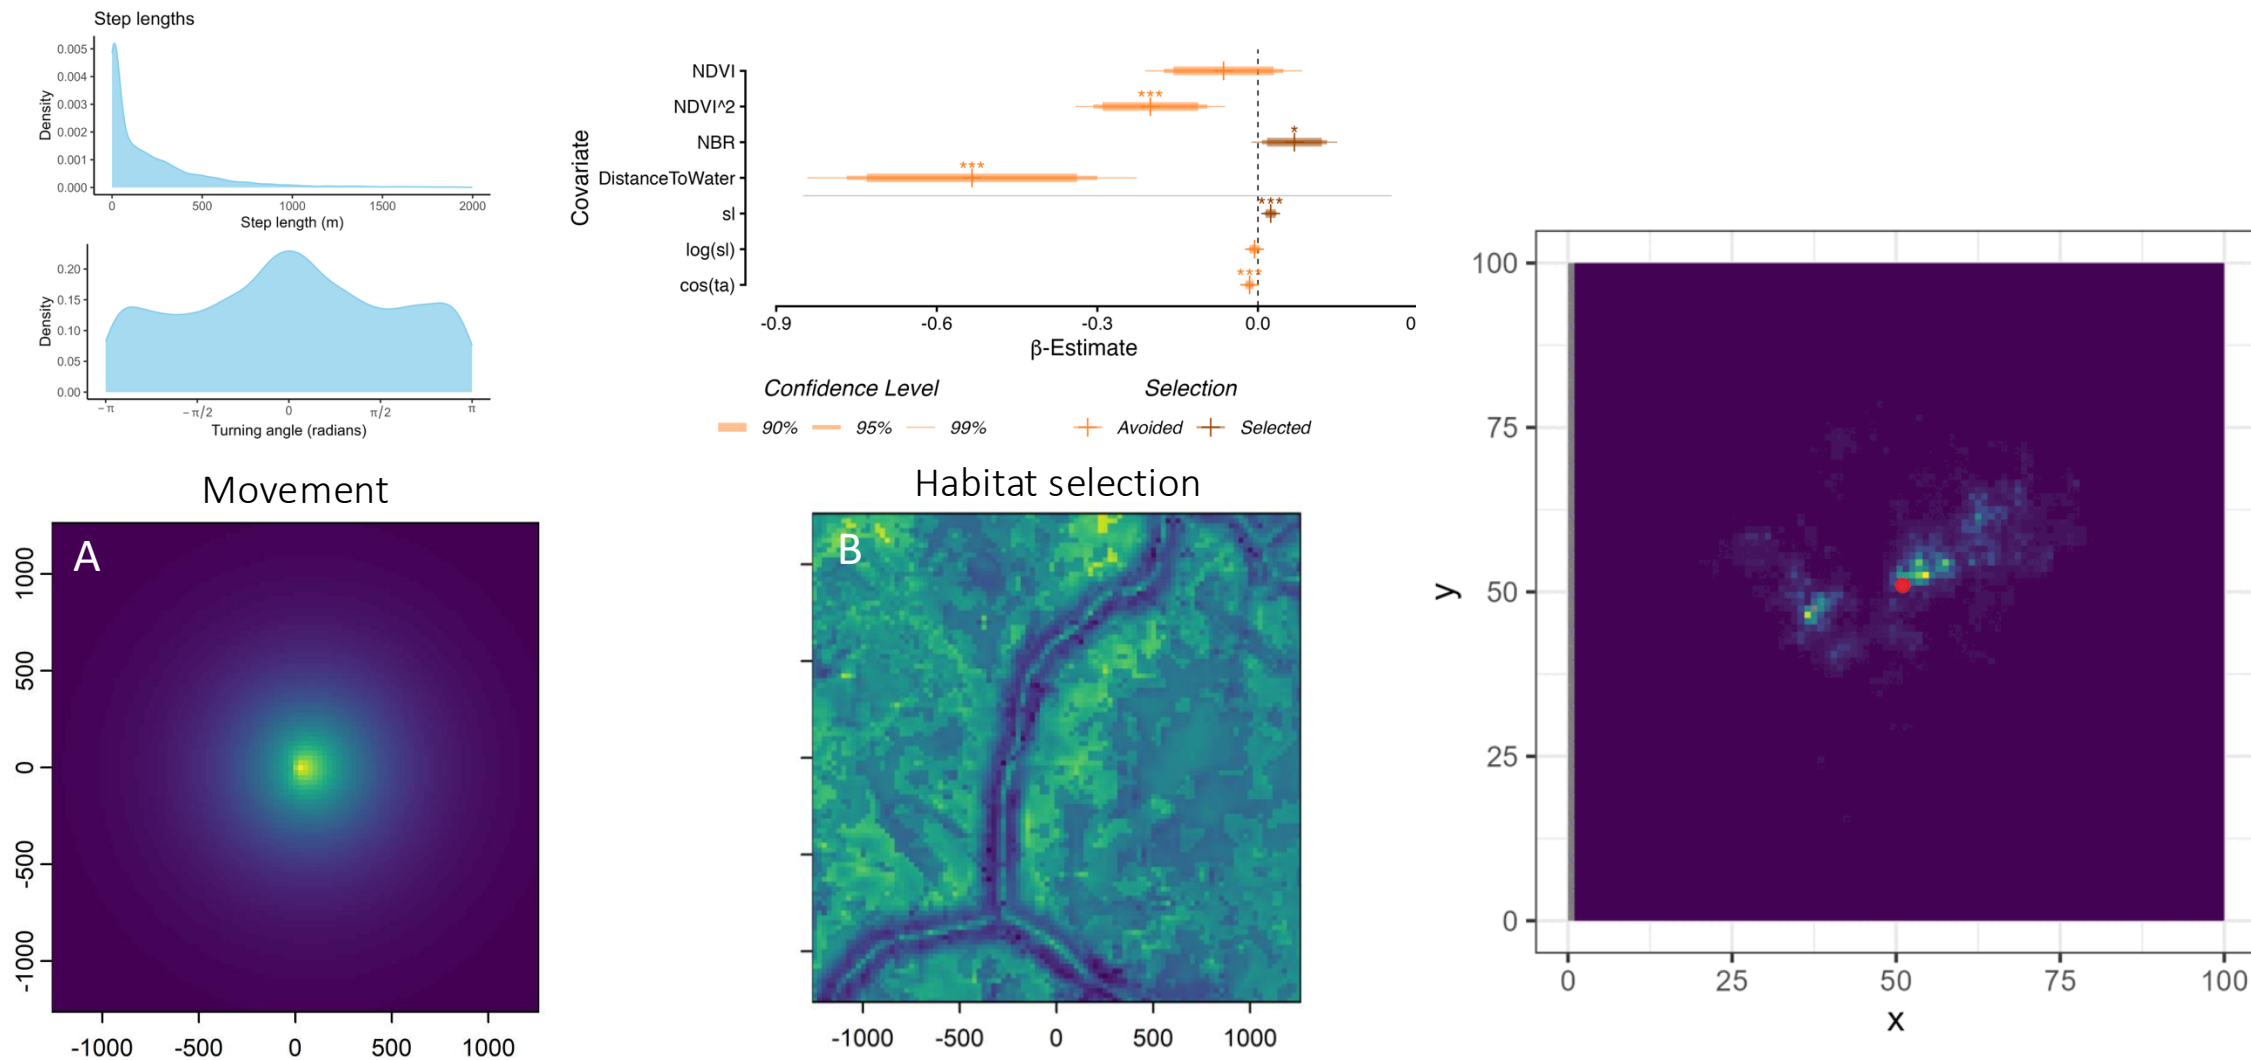 Step lengths
0.005
0.004
0.003
0.002
0.001
0.000
Density
0 500 1000 1500 2000
Step length (m)
0.20
0.15
0.10
0.05
0.00
Density
−π −π/2 0 π/2 π
Turning angle (radians)
Covariate
NDVI
NDVI^2
***
NBR
*
DistanceToWater
***
sl
***
log(sl)
cos(ta)
***
-0.9 -0.6 -0.3 0.0 0
β-Estimate
Confidence Level
90% 95% 99%
Selection
Avoided Selected
Movement
A
1000
500
0
-500
-1000
-1000 -500 0 500 1000
Habitat selection
B
-1000 -500 0 500 1000
100
75
50
25
0
y
0 25 50 75 100
x